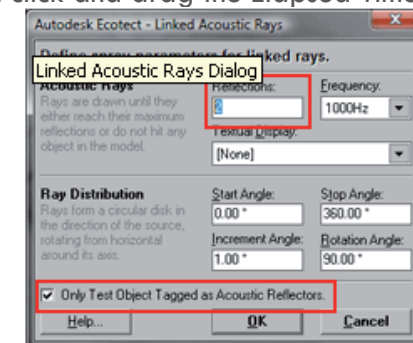 click and drag the Elapsed Time
Autodesk Ecotect - Linked Acoustic Rays
Define spray parameters for linked rays.
Linked Acoustic Rays Dialog
Acoustic Rays
Rays are drawn until they
either reach their maximum
reflections or do not hit any
object in the model.
Reflections:
2
Frequency:
1000Hz
Textual Display:
[None]
Ray Distribution
Rays form a circular disk in
the direction of the source,
rotating from horizontal
around its axis.
Start Angle:
0.00 °
Stop Angle:
360.00 °
Increment Angle:
1.00 °
Rotation Angle:
90.00 °
Only Test Object Tagged as Acoustic Reflectors.
Help...
OK
Cancel